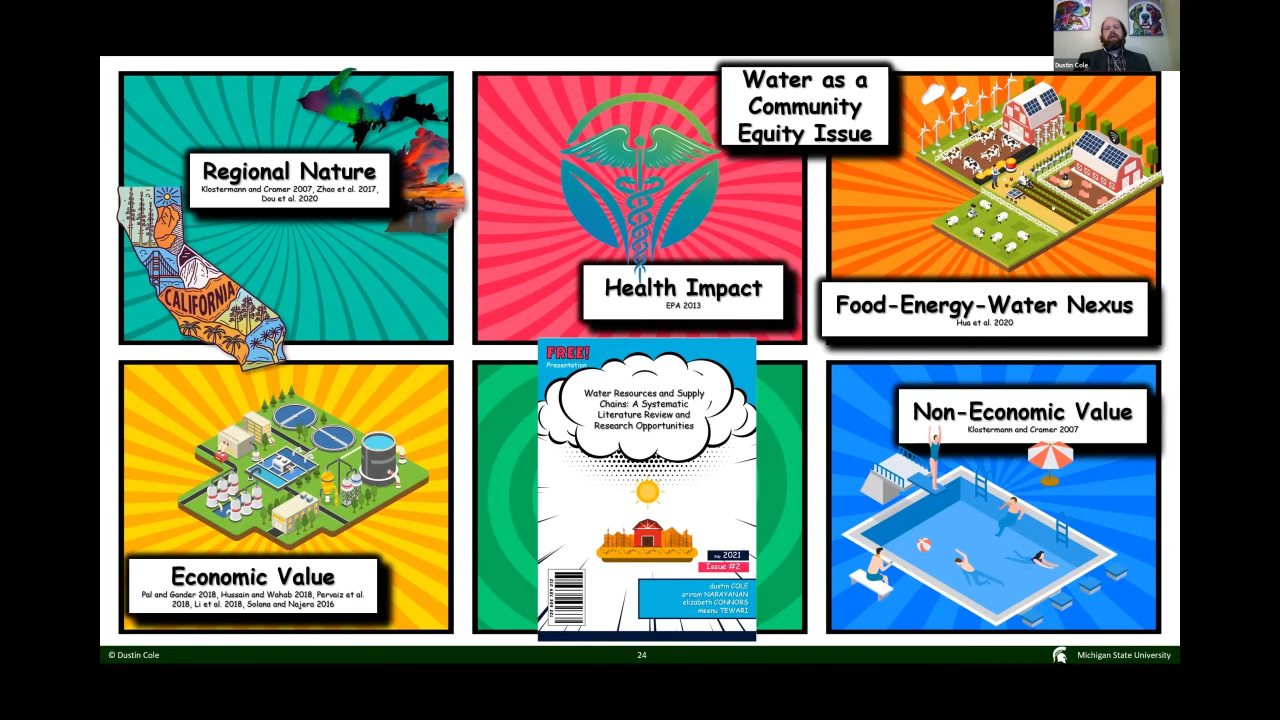 Dustin Cole
Water as a
Community
Equity Issue
Regional Nature
Klostermann and Cramer 2007, Zhao et al. 2017,
Dou et al. 2020
CALIFORNIA
Health Impact
EPA 2013
Food-Energy-Water Nexus
Hua et al. 2020
Economic Value
Pal and Gander 2018, Hussain and Wahab 2018, Pervaiz et al.
2018, Li et al. 2018, Solana and Najera 2016
FREE!
Presentation
Water Resources and Supply
Chains: A Systematic
Literature Review and
Research Opportunities
July 2021
Issue #2
dustin COLE
sriram NARAYANAN
elizabeth CONNORS
meenu TEWARI
Non-Economic Value
Klostermann and Cramer 2007
© Dustin Cole
24
Michigan State University